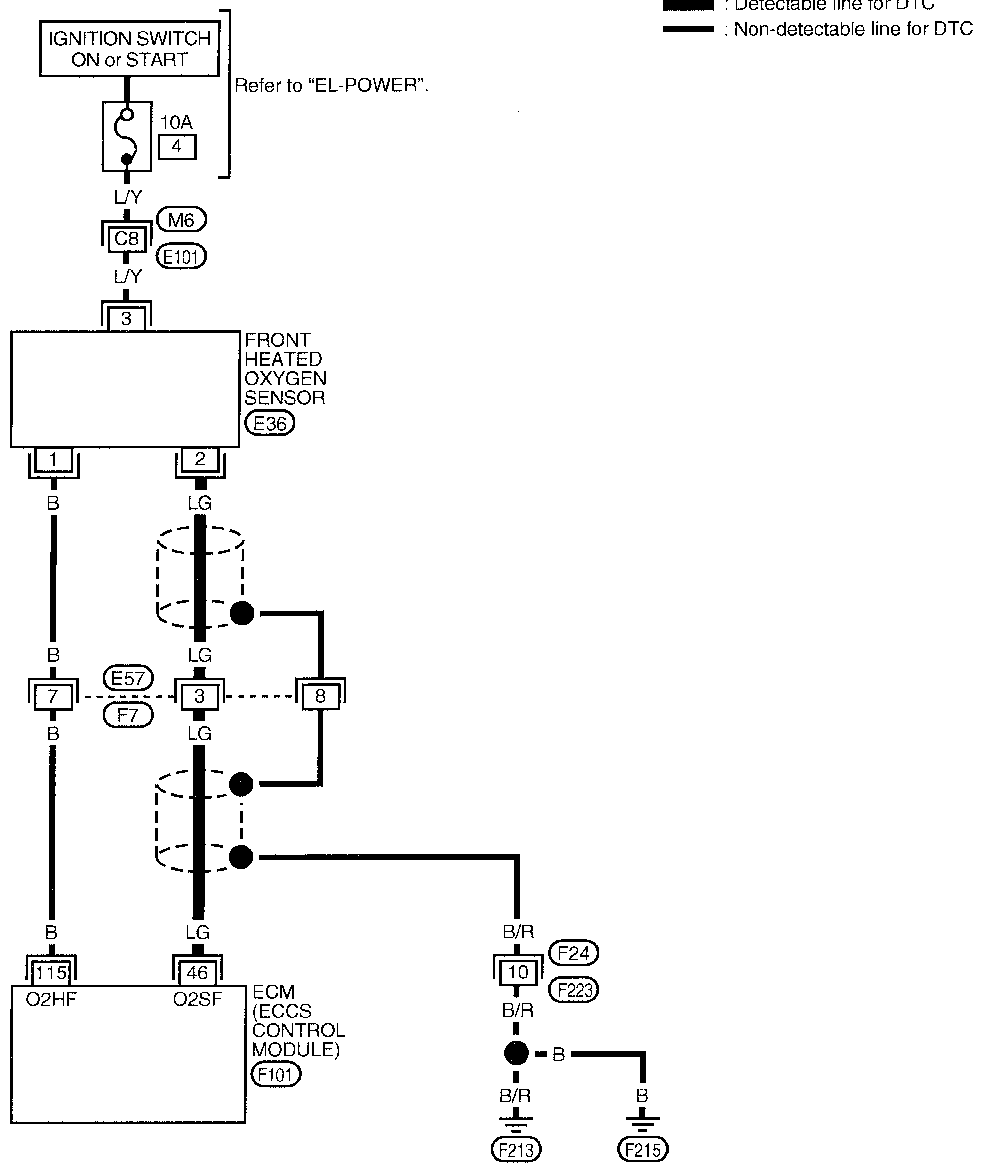 : Detectable line for DTC
: Non-detectable line for DTC
IGNITION SWITCH
ON or START
Refer to "EL-POWER".
10A
4
L/Y
M6
C8
E101
L/Y
3
FRONT
HEATED
OXYGEN
SENSOR
E36
1
2
B
LG
B
LG
E57
7
3
8
F7
B
LG
B
LG
B/R
F24
115
46
10
F223
O2HF
O2SF
ECM
(ECCS
CONTROL
MODULE)
F101
B/R
B
B/R
B
F213
F215